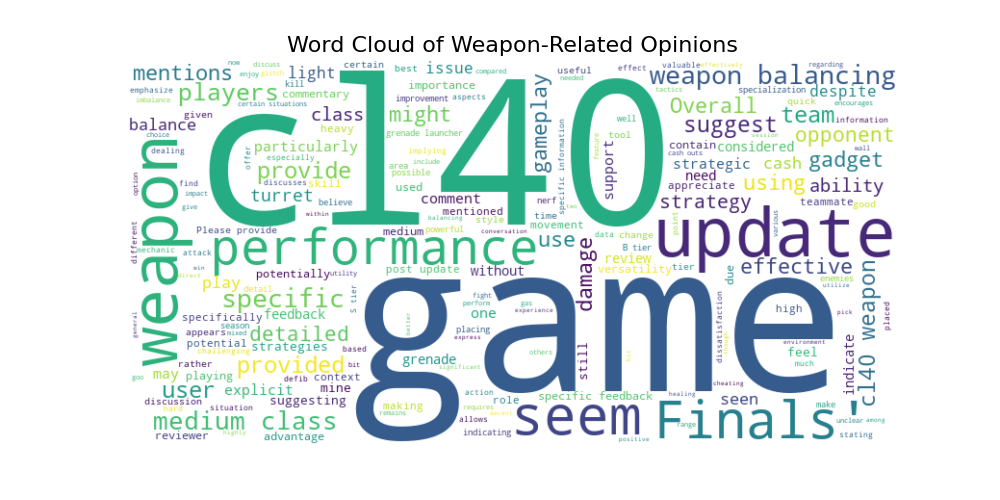 Word Cloud of Weapon-Related Opinions
mentions
light
issue
weapon balancing
players
commentary
importance
despite
balance
class
might
gameplay
Overall
team
cl40
heavy
grenade launcher
suggest
opponent
particularly
considered
provide
strategic
cash
gadget
turret
skill
support
need
using
ability
weapon
comment
used
strategy
teammate
Please provide
believe
mentioned
style
movement
performance
medium
powerful
use
update
potentially
post update
without
damage
review
versatility
tier
effective
play
specific
feedback
one
due
specifically
season
game
high
detailed
placing
still
feel
potential
strategies
based
grenade
provided
context
dissatisfaction
indicate
cl40 weapon
may
playing
defib
mine
role
specific feedback
seen
user
explicit
suggesting
making
allows
seem
Finals'
medium class
advantage
reviewer
indicating
stating
discussion
situation
rather
appears
challenging
certain situations
emphasize
imbalance
kill
certain
best
improvement
aspects
compared
useful
needed
effect
valuable
effectively
specialization
quick
tactics
encourages
regarding
information
contain
appreciate
tool
well
specific information
area
possible
include
implying
especially
discusses
offer
given
choice
dealing
option
find
impact
give
different
mechanic
attack
within
nerf
time
data
change
B tier
S tier
utility
conversation
balancing
fight
perform
gas
experience
express
others
significant
action
requires
remains
hard
highly
positive
range
healing
cheating
environment
much
pick
enemies
utilize
placed
make
unclear
among
various
point
good
cash outs
session
wall
feature
general
win
direct
detail
mixed
bit
better
now
discuss
enjoy
glitch